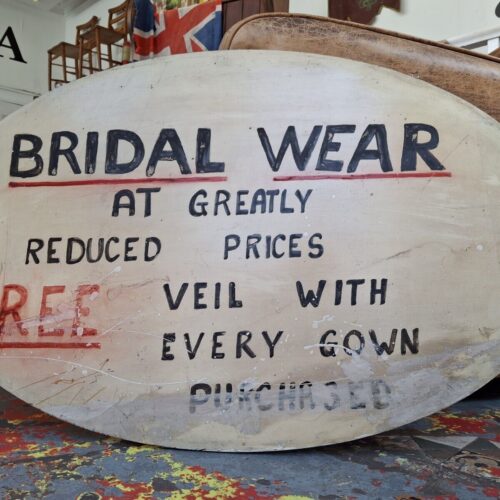 A
BRIDAL WEAR
AT GREATLY
REDUCED PRICES
REE VEIL WITH
EVERY GOWN
PURCHASED